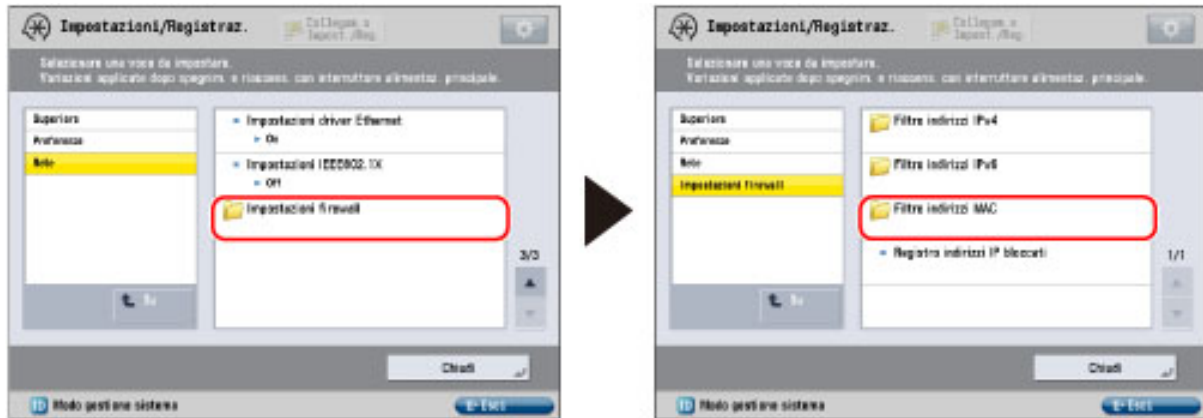 Impostazioni/Registraz.
Collegam a
Impost./Reg.
Selezionare una voce da impostare.
Variazioni applicate dopo spegnim. e riaccens. con interruttore alimentaz. principale.
Superiore
Preferenze
Rete
Impostazioni driver Ethernet
On
Impostazioni IEEE802.1X
Off
Impostazioni firewall
3/3
Su
Chiudi
ID Modo gestione sistema
Esci
Impostazioni/Registraz.
Collegam a
Impost./Reg.
Selezionare una voce da impostare.
Variazioni applicate dopo spegnim. e riaccens. con interruttore alimentaz. principale.
Superiore
Preferenze
Rete
Impostazioni firewall
Filtro indirizzi IPv4
Filtro indirizzi IPv6
Filtro indirizzi MAC
Registro indirizzi IP bloccati
1/1
Su
Chiudi
ID Modo gestione sistema
Esci